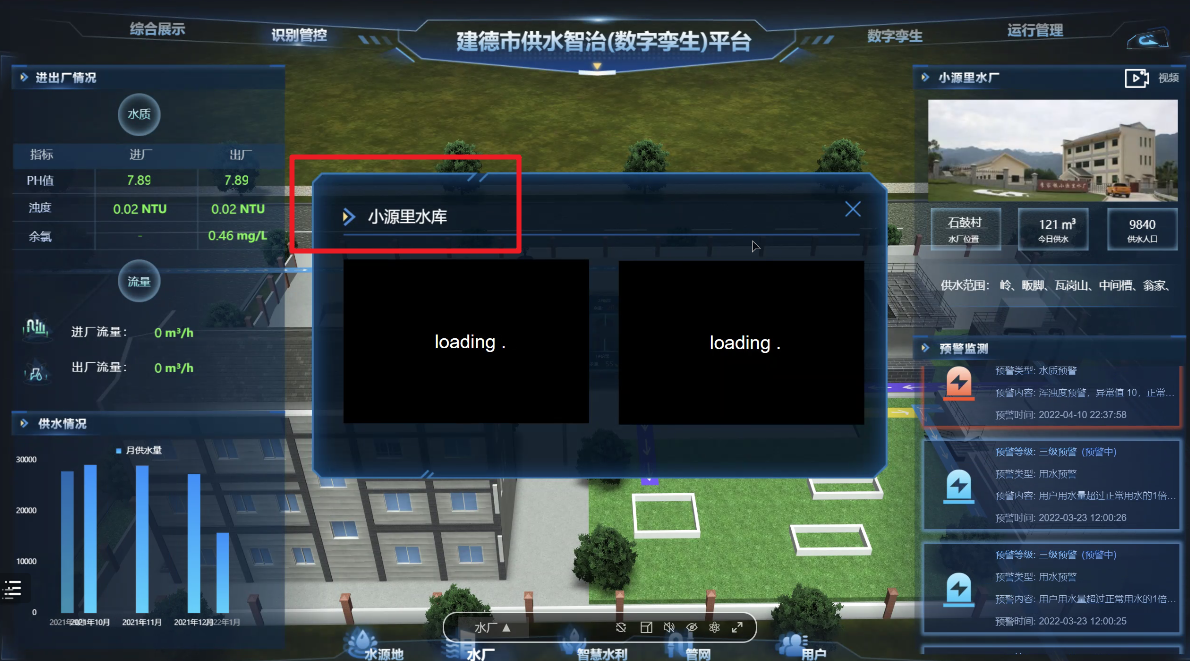 综合展示
识别管控
建德市供水智治(数字孪生)平台
数字孪生
运行管理
进出厂情况
水质
指标 进厂 出厂
PH值 7.89 7.89
浊度 0.02 NTU 0.02 NTU
余氯 - 0.46 mg/L
流量
进厂流量: 0 m³/h
出厂流量: 0 m³/h
供水情况
月供水量
30000
20000
10000
0
2021年10月 2021年11月 2021年12月
小源里水库
loading .
loading .
小源里水厂
视频
石鼓村 121 m³ 9840
水厂位置 今日供水 供水人口
供水范围: 岭、畈脚、瓦岗山、中间槽、翁家、
预警监测
预警类型: 水质预警
预警内容: 浑浊度预警，异常值 10，正常...
预警时间: 2022-04-10 22:37:58
预警等级: 三级预警 (预警中)
预警类型: 用水预警
预警内容: 用户用水量超过正常用水的1倍...
预警时间: 2022-03-23 12:00:26
预警等级: 三级预警 (预警中)
预警类型: 用水预警
预警内容: 用户用水量超过正常用水的1倍...
预警时间: 2022-03-23 12:00:25
水厂 ▲
水源地 水厂 智慧水利 管网 用户